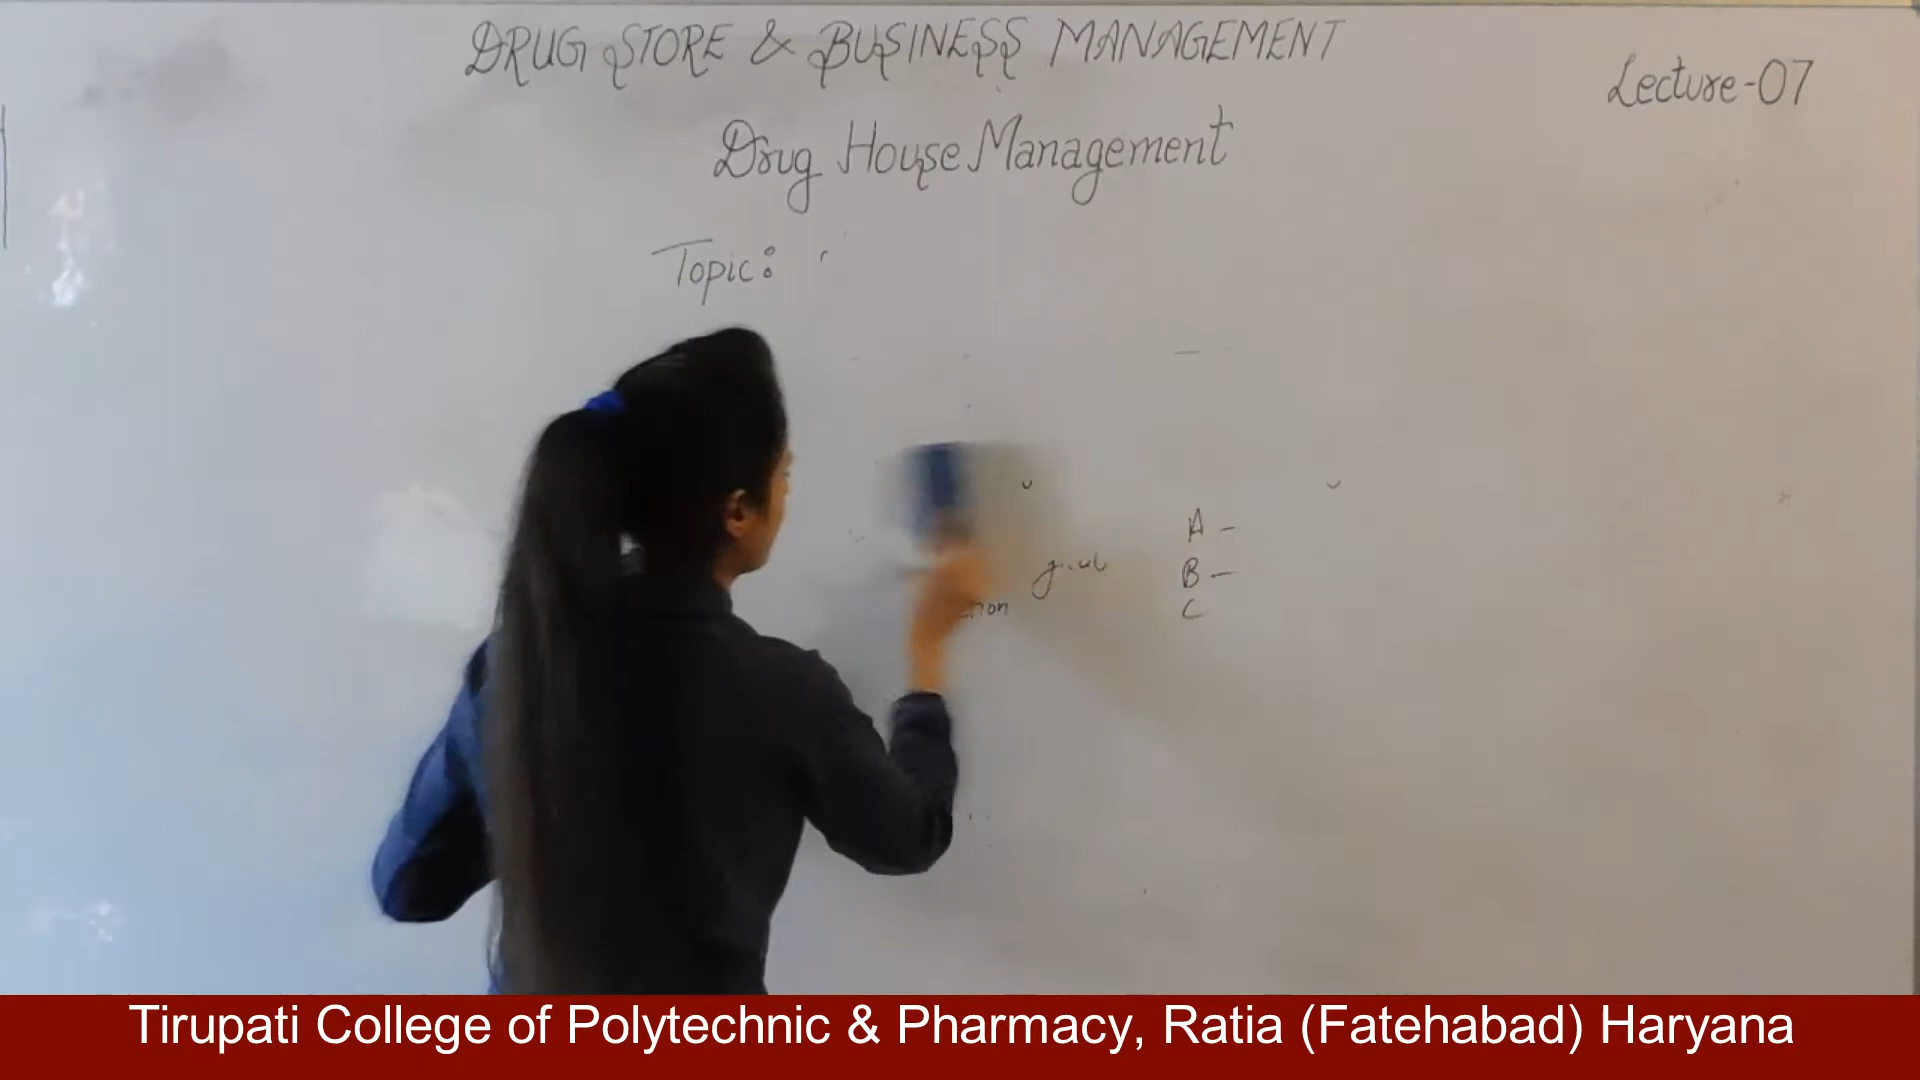 DRUG STORE & BUSINESS MANAGEMENT
Lecture-07
Drug House Management
Topic:
A -
B -
C
Tirupati College of Polytechnic & Pharmacy, Ratia (Fatehabad) Haryana